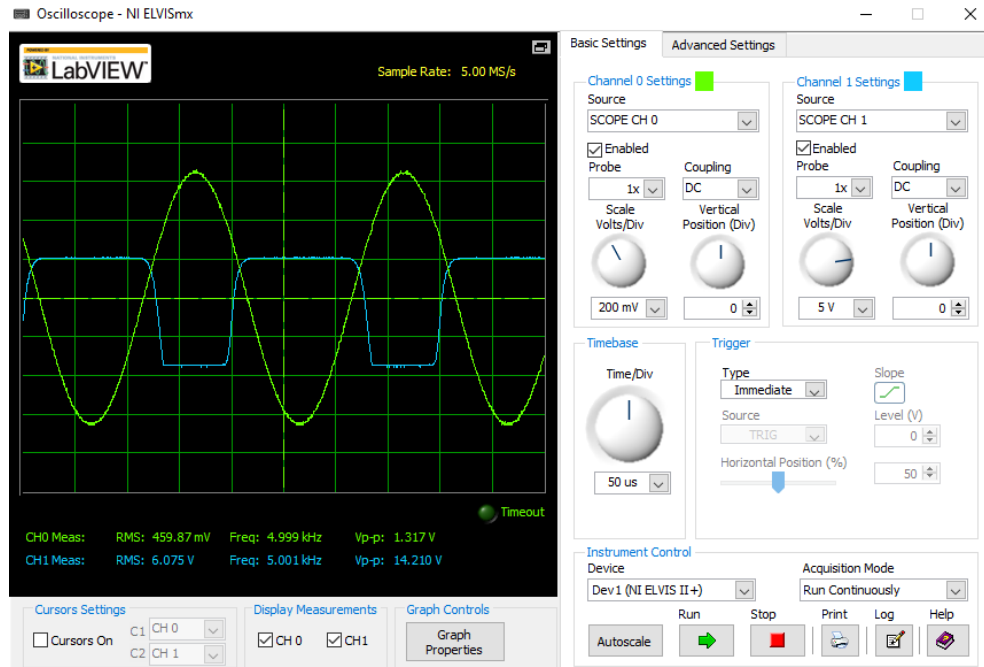 Oscilloscope - NI ELVISmx
POWERED BY NATIONAL INSTRUMENTS
LabVIEW™
Sample Rate: 5.00 MS/s
Timeout
CH0 Meas: RMS: 459.87 mV Freq: 4.999 kHz Vp-p: 1.317 V
CH1 Meas: RMS: 6.075 V Freq: 5.001 kHz Vp-p: 14.210 V
Cursors Settings
Cursors On
C1 CH 0
C2 CH 1
Display Measurements
CH 0 CH1
Graph Controls
Graph
Properties
Basic Settings Advanced Settings
Channel 0 Settings
Source
SCOPE CH 0
Enabled
Probe Coupling
1x DC
Scale Vertical
Volts/Div Position (Div)
200 mV 0
Channel 1 Settings
Source
SCOPE CH 1
Enabled
Probe Coupling
1x DC
Scale Vertical
Volts/Div Position (Div)
5 V 0
Timebase
Time/Div
50 us
Trigger
Type Slope
Immediate
Source Level (V)
TRIG 0
Horizontal Position (%)
50
Instrument Control
Device Acquisition Mode
Dev1 (NI ELVIS II+) Run Continuously
Run Stop Print Log Help
Autoscale